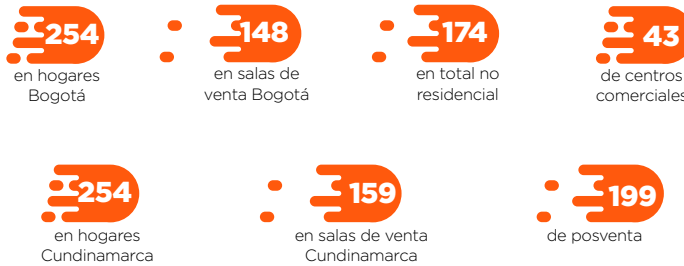 254
en hogares
Bogotá
148
en salas de
venta Bogotá
174
en total no
residencial
43
de centros
comerciales
254
en hogares
Cundinamarca
159
en salas de venta
Cundinamarca
199
de posventa